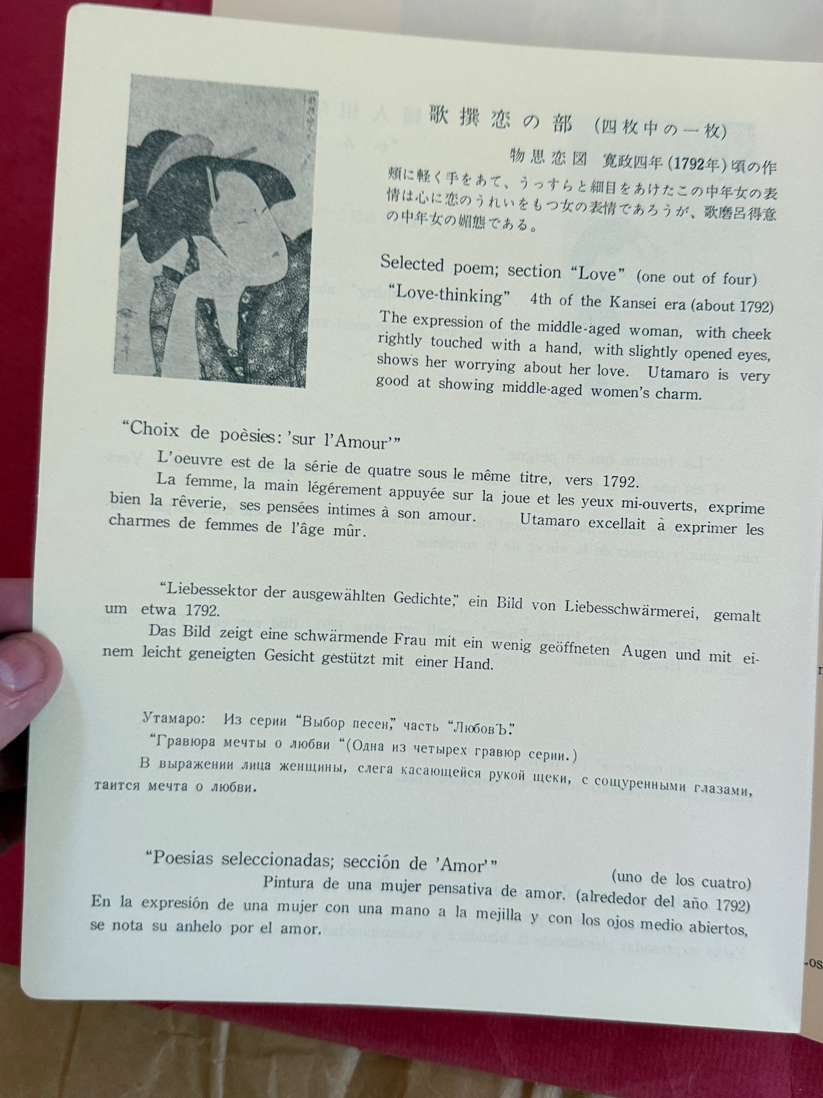 歌撰恋の部 (四枚中の一枚)
物思恋図 寛政四年(1792年)頃の作
頬に軽く手をあて、うっすらと細目をあけたこの中年女の表
情は心に恋のうれいをもつ女の表情であろうが、歌磨呂得意
の中年女の媚態である。
Selected poem; section “Love” (one out of four)
“Love-thinking” 4th of the Kansei era (about 1792)
The expression of the middle-aged woman, with cheek
rightly touched with a hand, with slightly opened eyes,
shows her worrying about her love. Utamaro is very
good at showing middle-aged women's charm.
“Choix de poèsies: 'sur l'Amour'”
L'oeuvre est de la série de quatre sous le même titre, vers 1792.
La femme, la main légérement appuyée sur la joue et les yeux mi-ouverts, exprime
bien la rêverie, ses pensées intimes à son amour. Utamaro excellait à exprimer les
charmes de femmes de l'âge mûr.
“Liebessektor der ausgewählten Gedichte,” ein Bild von Liebesschwärmerei, gemalt
um etwa 1792.
Das Bild zeigt eine schwärmende Frau mit ein wenig geöffneten Augen und mit ei-
nem leicht geneigten Gesicht gestützt mit einer Hand.
Утамаро: Из серии “Выбор песен,” часть “ЛюбовЪ.”
“Гравюра мечты о любви “(Одна из четырех гравюр серии.)
В выражении лица женщины, слега касающейся рукой щеки, с сощуренными глазами,
таится мечта о любви.
“Poesias seleccionadas; sección de 'Amor'”
(uno de los cuatro)
Pintura de una mujer pensativa de amor. (alrededor del año 1792)
En la expresión de una mujer con una mano a la mejilla y con los ojos medio abiertos,
se nota su anhelo por el amor.